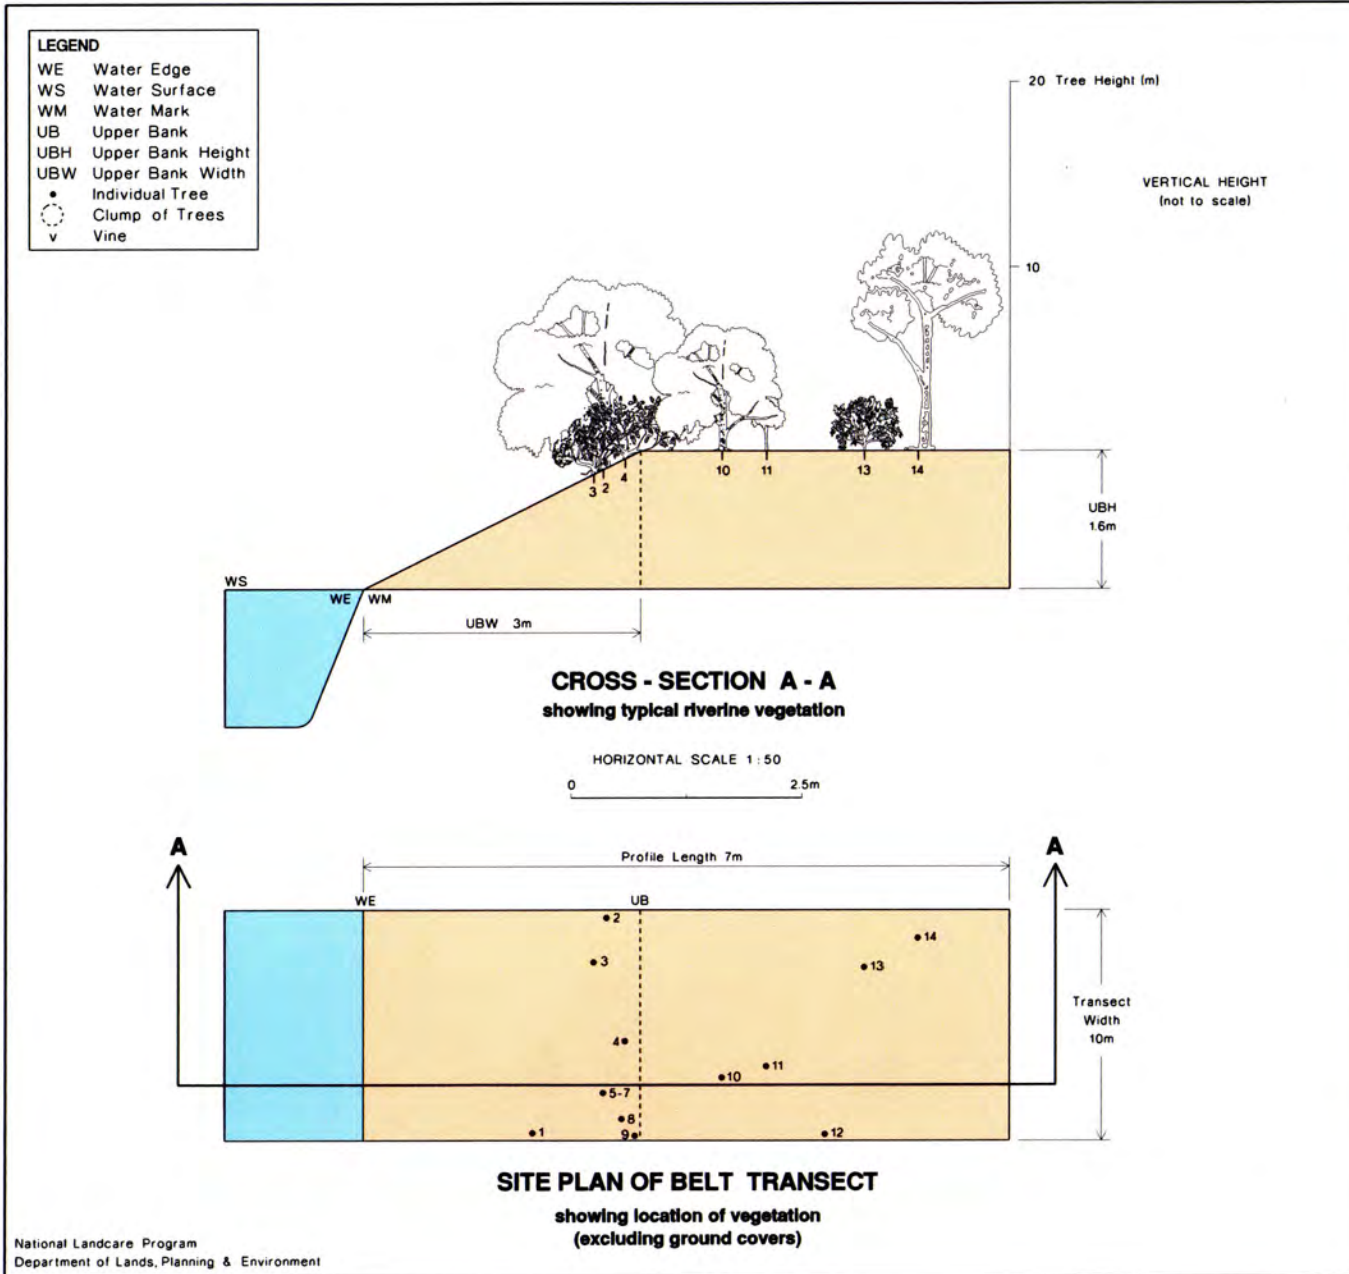 LEGEND
WE Water Edge
WS Water Surface
WM Water Mark
UB Upper Bank
UBH Upper Bank Height
UBW Upper Bank Width
Individual Tree
Clump of Trees
v Vine
20 Tree Height (m)
VERTICAL HEIGHT
(not to scale)
10
3 2 4 10 11 13 14
UBH
1.6m
WS
WE WM
UBW 3m
CROSS - SECTION A - A
showing typical riverine vegetation
HORIZONTAL SCALE 1 : 50
0 2.5m
A A
Profile Length 7m
WE UB
2
14
3
13
Transect
Width
10m
4
11
10
5-7
8
1 9 12
SITE PLAN OF BELT TRANSECT
showing location of vegetation
(excluding ground covers)
National Landcare Program
Department of Lands, Planning & Environment